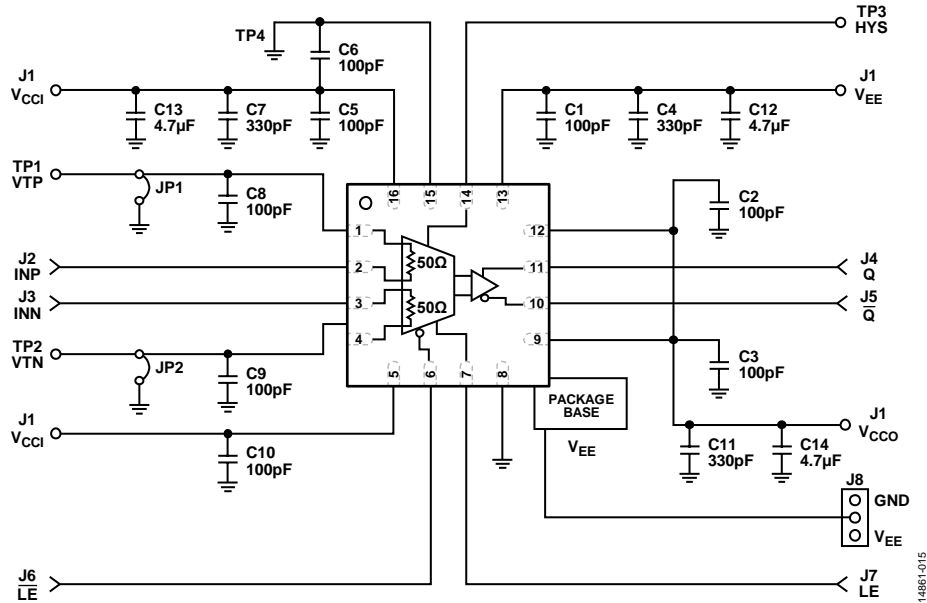 TP4
C6
100pF
TP3
HYS
J1
VCCI
C13
4.7µF
C7
330pF
C5
100pF
C1
100pF
C4
330pF
C12
4.7µF
J1
VEE
TP1
VTP
JP1
C8
100pF
16
15
14
13
C2
100pF
1
12
J2
INP
2
50Ω
11
J4
Q
J3
INN
3
50Ω
10
J5
Q
4
9
TP2
VTN
JP2
C9
100pF
5
6
7
8
C3
100pF
PACKAGE
BASE
VEE
J1
VCCI
C10
100pF
C11
330pF
C14
4.7µF
J1
VCCO
J8
GND
VEE
J6
LE
J7
LE
14861-015